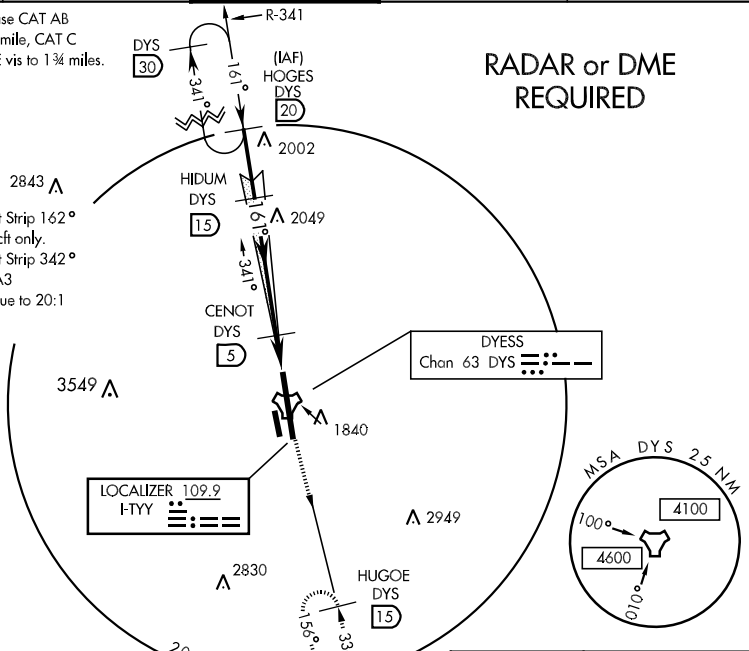 se CAT AB
mile, CAT C
E vis to 1¾ miles.
R-341
DYS
30
341°
161°
(IAF)
HOGES
DYS
20
RADAR or DME
REQUIRED
2002
2843
HIDUM
DYS
15
161°
2049
341°
t Strip 162°
cft only.
t Strip 342°
A3
ue to 20:1
CENOT
DYS
5
DYESS
Chan 63 DYS
3549
1840
LOCALIZER 109.9
I-TYY
MSA DYS 25 NM
4100
100°
4600
010°
2949
2830
HUGOE
DYS
15
156°
33
20